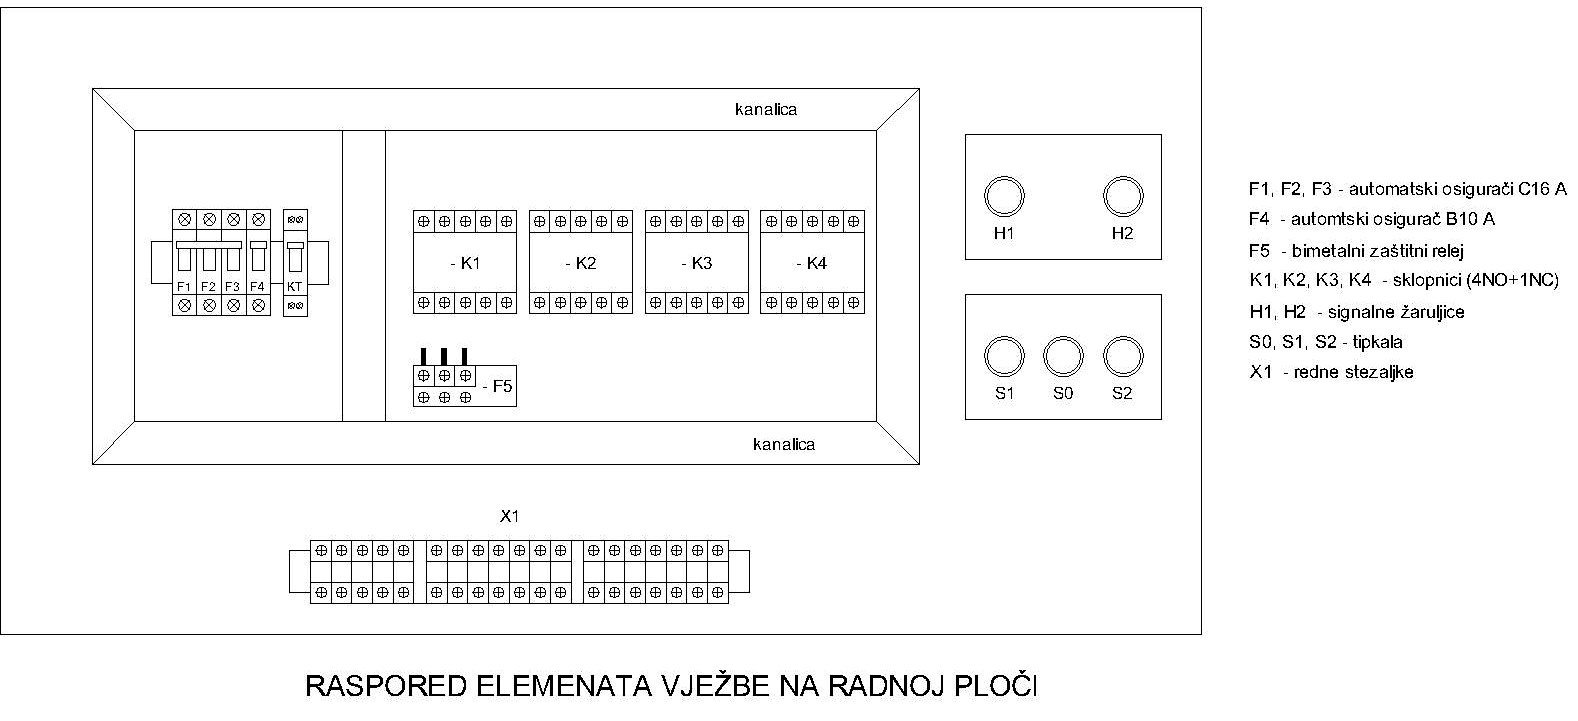 kanalica
F1 F2 F3 F4 KT
- K1
- K2
- K3
- K4
- F5
kanalica
H1 H2
S1 S0 S2
X1
F1, F2, F3 - automatski osigurači C16 A
F4 - automtski osigurač B10 A
F5 - bimetalni zaštitni relej
K1, K2, K3, K4 - sklopnici (4NO+1NC)
H1, H2 - signalne žaruljice
S0, S1, S2 - tipkala
X1 - redne stezaljke
RASPORED ELEMENATA VJEŽBE NA RADNOJ PLOČI